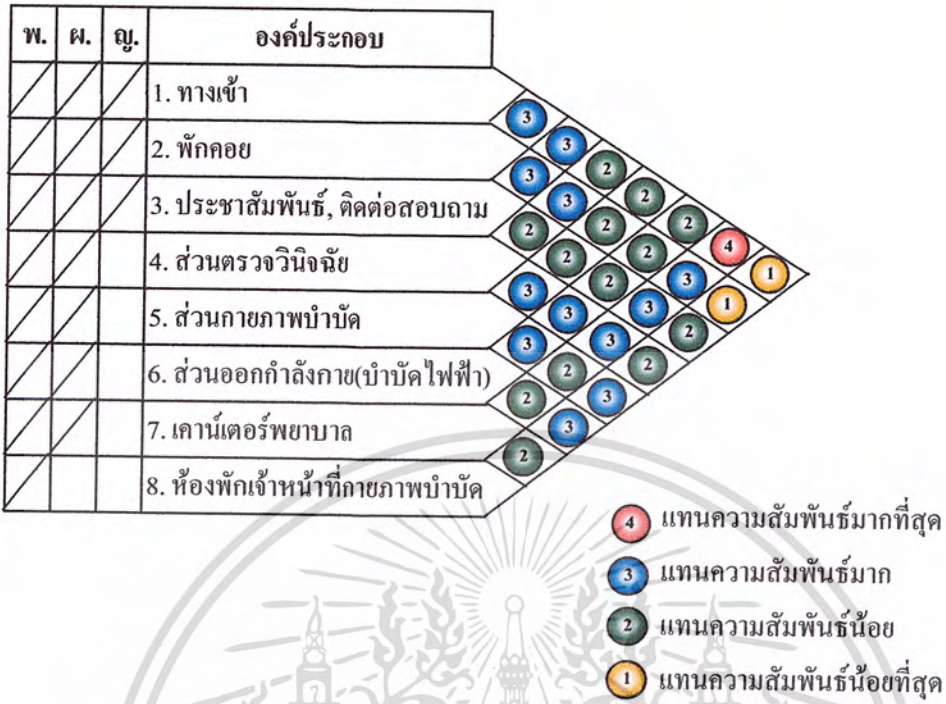 พ. ผ. ญ. องค์ประกอบ
1. ทางเข้า
3
3
2. พักคอย
3 2
3 2
3. ประชาสัมพันธ์, ติดต่อสอบถาม
2 2 2
2 2 4
4. ส่วนตรวจวินิจฉัย
3 2 3 1
3 3 1
5. ส่วนกายภาพบำบัด
3 3 2
2 2
6. ส่วนออกกำลังกาย(บำบัดไฟฟ้า)
2 3
3
7. เคาน์เตอร์พยาบาล
2
8. ห้องพักเจ้าหน้าที่กายภาพบำบัด
4 แทนความสัมพันธ์มากที่สุด
3 แทนความสัมพันธ์มาก
2 แทนความสัมพันธ์น้อย
1 แทนความสัมพันธ์น้อยที่สุด